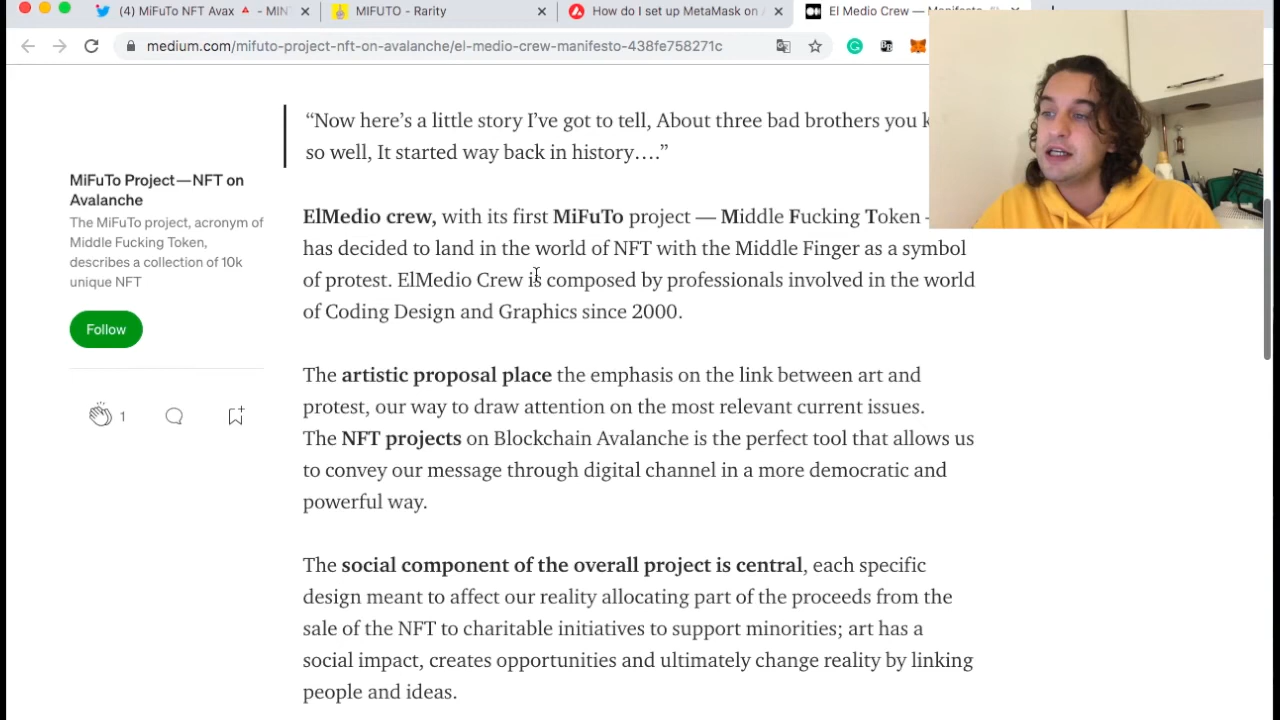 (4) MiFuTo NFT Avax 🔺 - MIN
MIFUTO - Rarity
How do I set up MetaMask on
El Medio Crew — Manifesto
medium.com/mifuto-project-nft-on-avalanche/el-medio-crew-manifesto-438fe758271c
“Now here’s a little story I’ve got to tell, About three bad brothers you
so well, It started way back in history….”
MiFuTo Project — NFT on
Avalanche
The MiFuTo project, acronym of
Middle Fucking Token,
describes a collection of 10k
unique NFT
Follow
1
ElMedio crew, with its first MiFuTo project — Middle Fucking Token -
has decided to land in the world of NFT with the Middle Finger as a symbol
of protest. ElMedio Crew is composed by professionals involved in the world
of Coding Design and Graphics since 2000.
The artistic proposal place the emphasis on the link between art and
protest, our way to draw attention on the most relevant current issues.
The NFT projects on Blockchain Avalanche is the perfect tool that allows us
to convey our message through digital channel in a more democratic and
powerful way.
The social component of the overall project is central, each specific
design meant to affect our reality allocating part of the proceeds from the
sale of the NFT to charitable initiatives to support minorities; art has a
social impact, creates opportunities and ultimately change reality by linking
people and ideas.